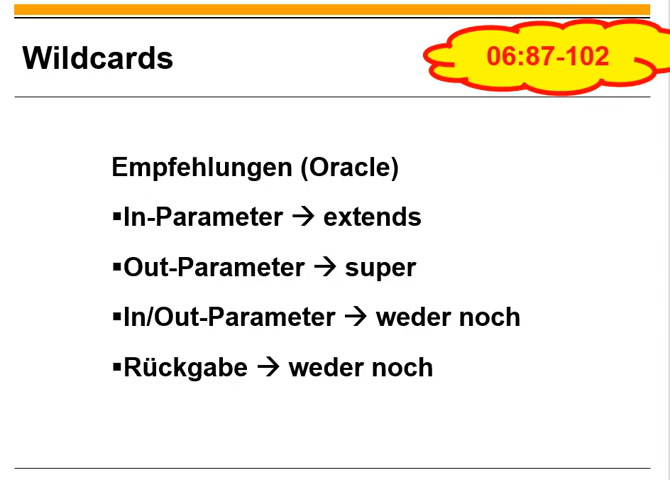 Wildcards
06:87-102
Empfehlungen (Oracle)
▪In-Parameter → extends
▪Out-Parameter → super
▪In/Out-Parameter → weder noch
▪Rückgabe → weder noch